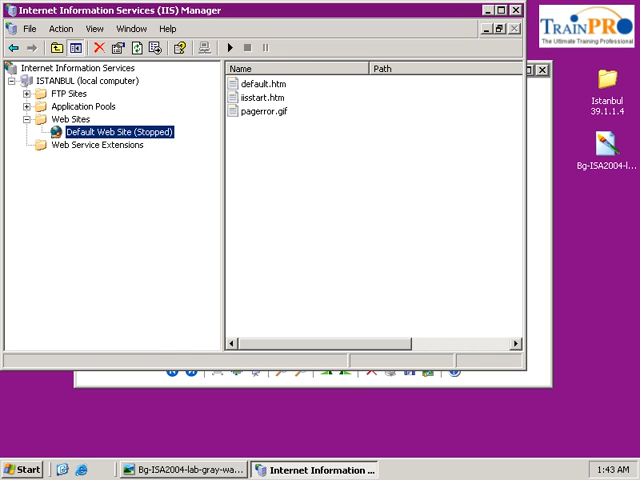 Internet Information Services (IIS) Manager
File Action View Window Help
Internet Information Services
ISTANBUL (local computer)
FTP Sites
Application Pools
Web Sites
Default Web Site (Stopped)
Web Service Extensions
Name Path
default.htm
iisstart.htm
pagerror.gif
TRAINPRO
The Ultimate Training Professional
Istanbul
39.1.1.4
Bg-ISA2004-l...
Start
Bg-ISA2004-lab-gray-wa...
Internet Information ...
1:43 AM